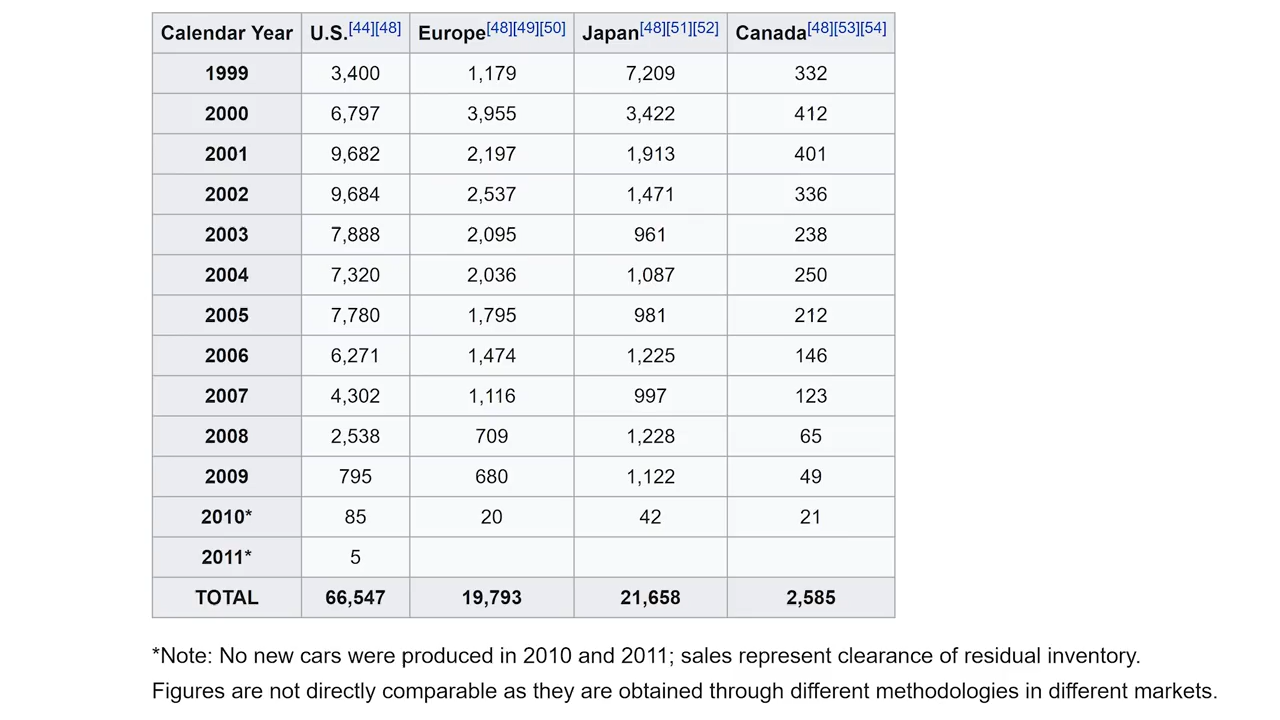 Calendar Year U.S.[44][48] Europe[48][49][50] Japan[48][51][52] Canada[48][53][54]
1999 3,400 1,179 7,209 332
2000 6,797 3,955 3,422 412
2001 9,682 2,197 1,913 401
2002 9,684 2,537 1,471 336
2003 7,888 2,095 961 238
2004 7,320 2,036 1,087 250
2005 7,780 1,795 981 212
2006 6,271 1,474 1,225 146
2007 4,302 1,116 997 123
2008 2,538 709 1,228 65
2009 795 680 1,122 49
2010* 85 20 42 21
2011* 5
TOTAL 66,547 19,793 21,658 2,585
*Note: No new cars were produced in 2010 and 2011; sales represent clearance of residual inventory.
Figures are not directly comparable as they are obtained through different methodologies in different markets.